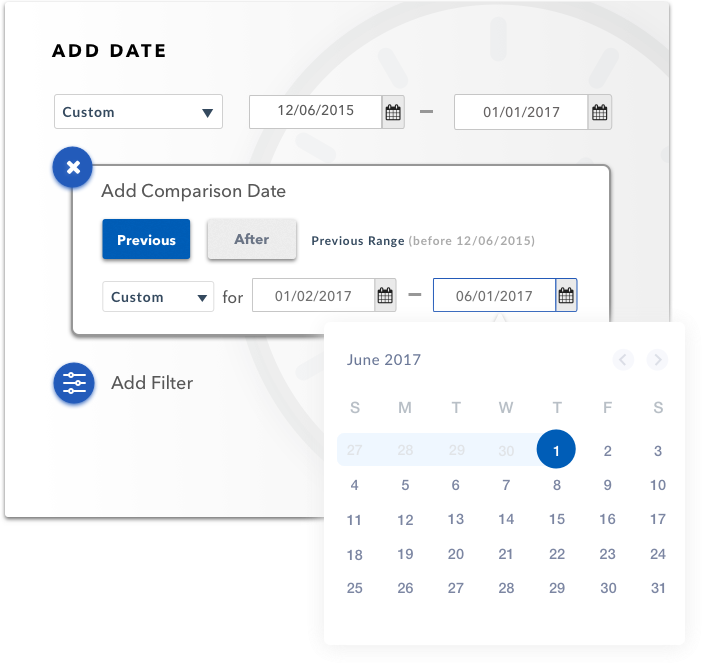 ADD DATE
Custom 12/06/2015 — 01/01/2017
Add Comparison Date
Previous After Previous Range (before 12/06/2015)
Custom for 01/02/2017 — 06/01/2017
Add Filter
June 2017
S M T W T F S
27 28 29 30 1 2 3
4 5 6 7 8 9 10
11 12 13 14 15 16 17
18 19 20 21 22 23 24
25 26 27 28 29 30 31